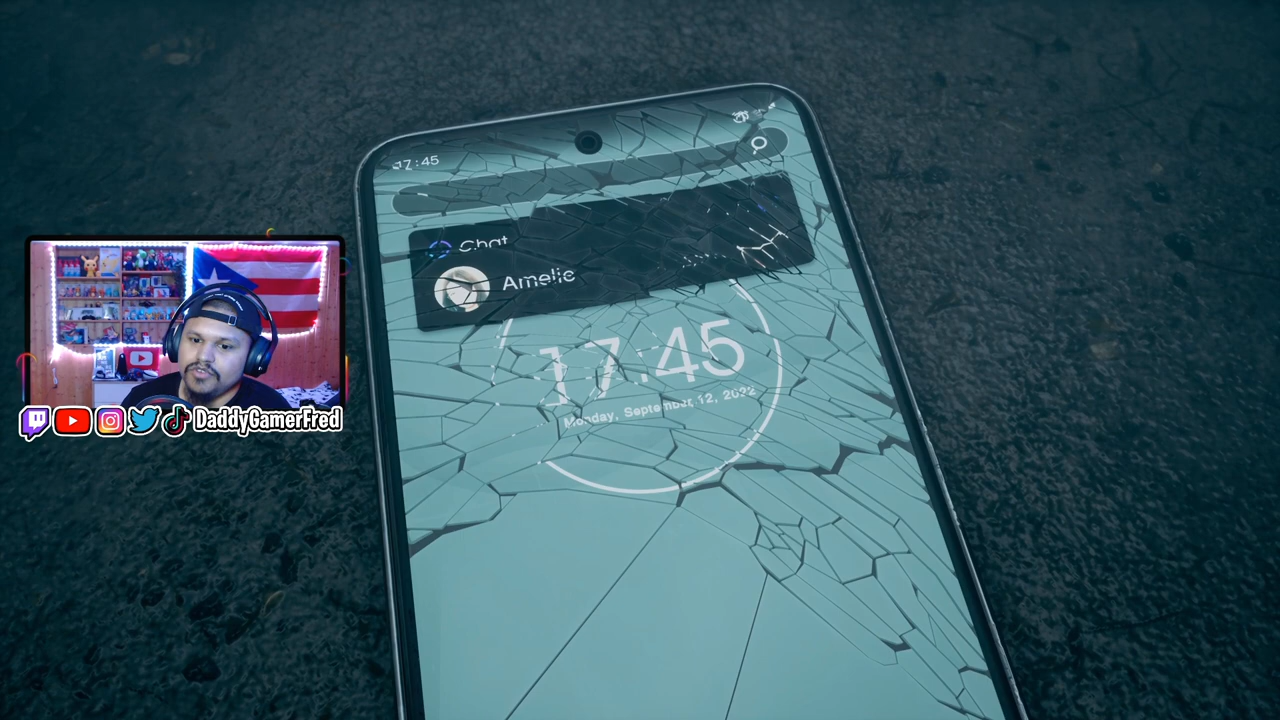 17:45
Chat
Amelie
17:45
Monday, September 12, 2022
DaddyGamerFred